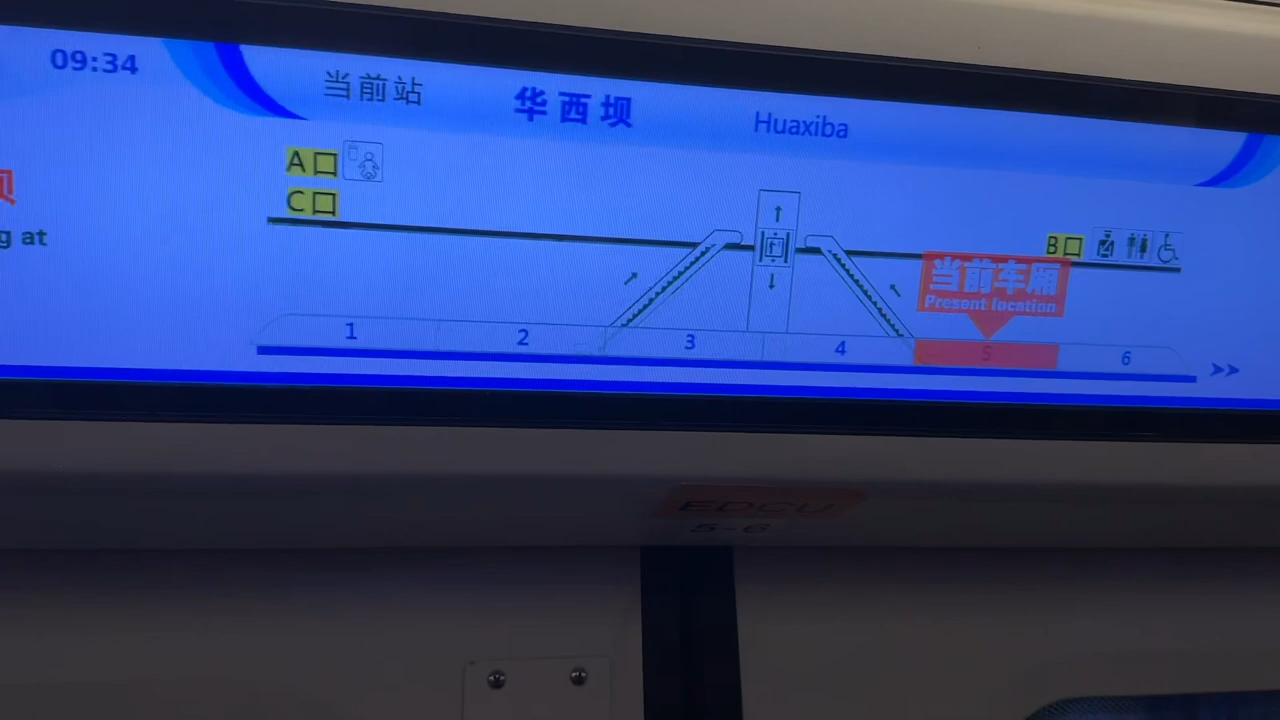 09:34
当前站 华西坝 Huaxiba
A口
C口
B口
g at
当前车厢
Present location
1 2 3 4 5 6
EDCU
5-6